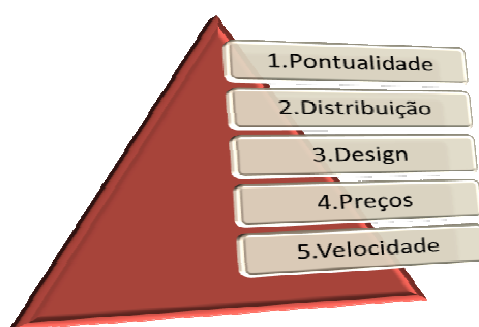 1.Pontualidade
2.Distribuição
3.Design
4.Preços
5.Velocidade